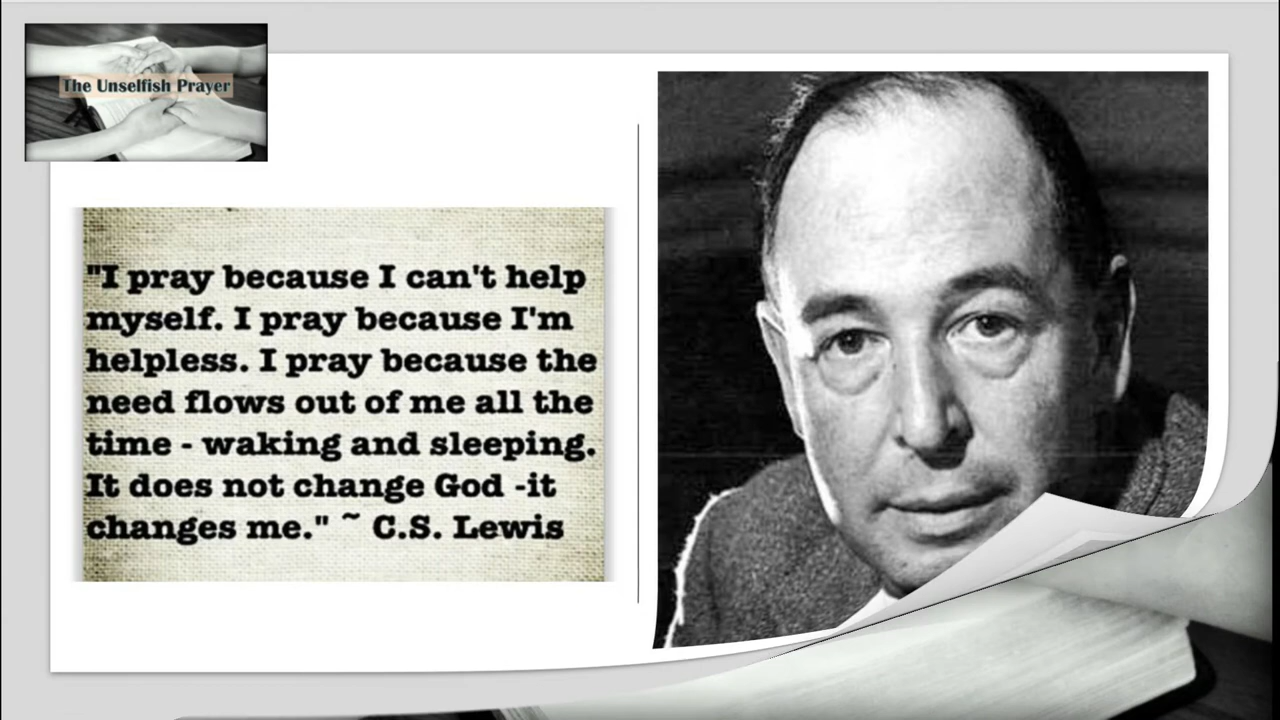 The Unselfish Prayer
"I pray because I can't help
myself. I pray because I'm
helpless. I pray because the
need flows out of me all the
time - waking and sleeping.
It does not change God -it
changes me." ~ C.S. Lewis